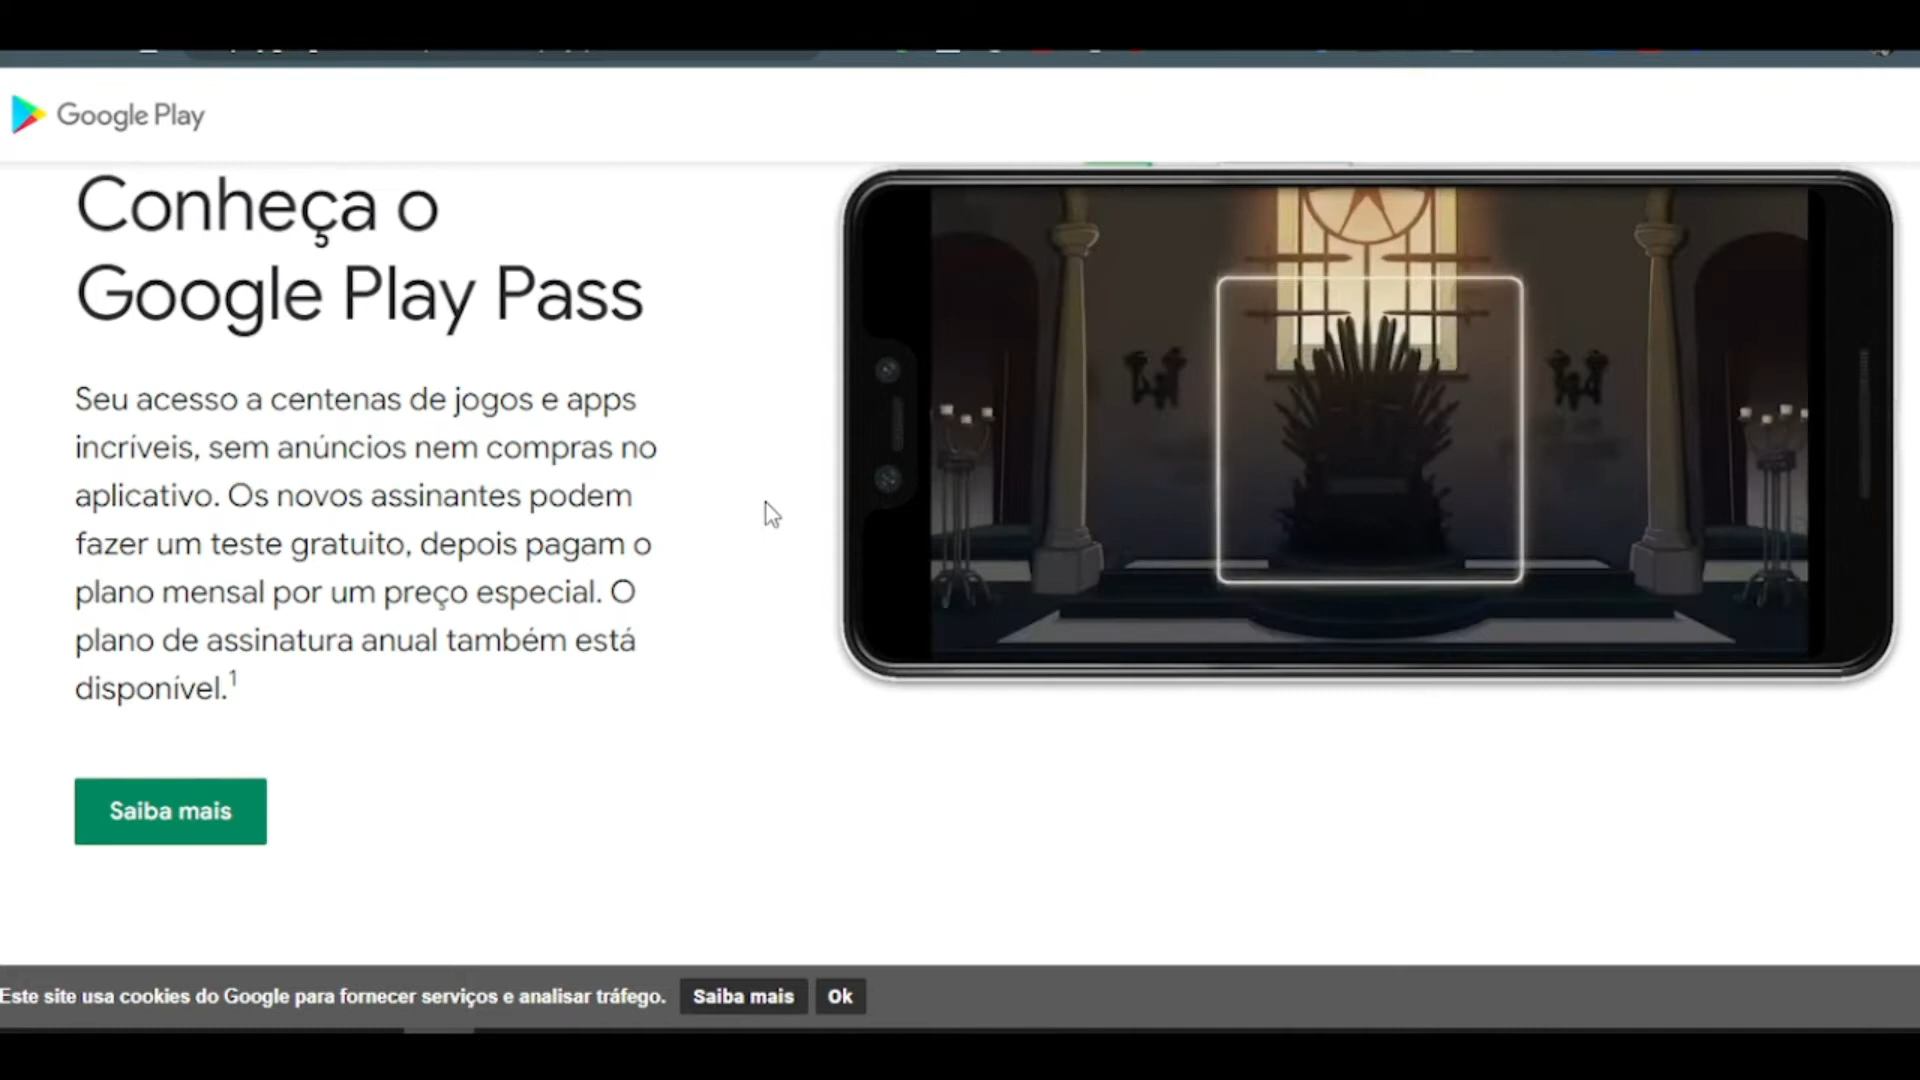 Google Play
Conheça o
Google Play Pass
Seu acesso a centenas de jogos e apps
incríveis, sem anúncios nem compras no
aplicativo. Os novos assinantes podem
fazer um teste gratuito, depois pagam o
plano mensal por um preço especial. O
plano de assinatura anual também está
disponível.¹
Saiba mais
Este site usa cookies do Google para fornecer serviços e analisar tráfego. Saiba mais Ok